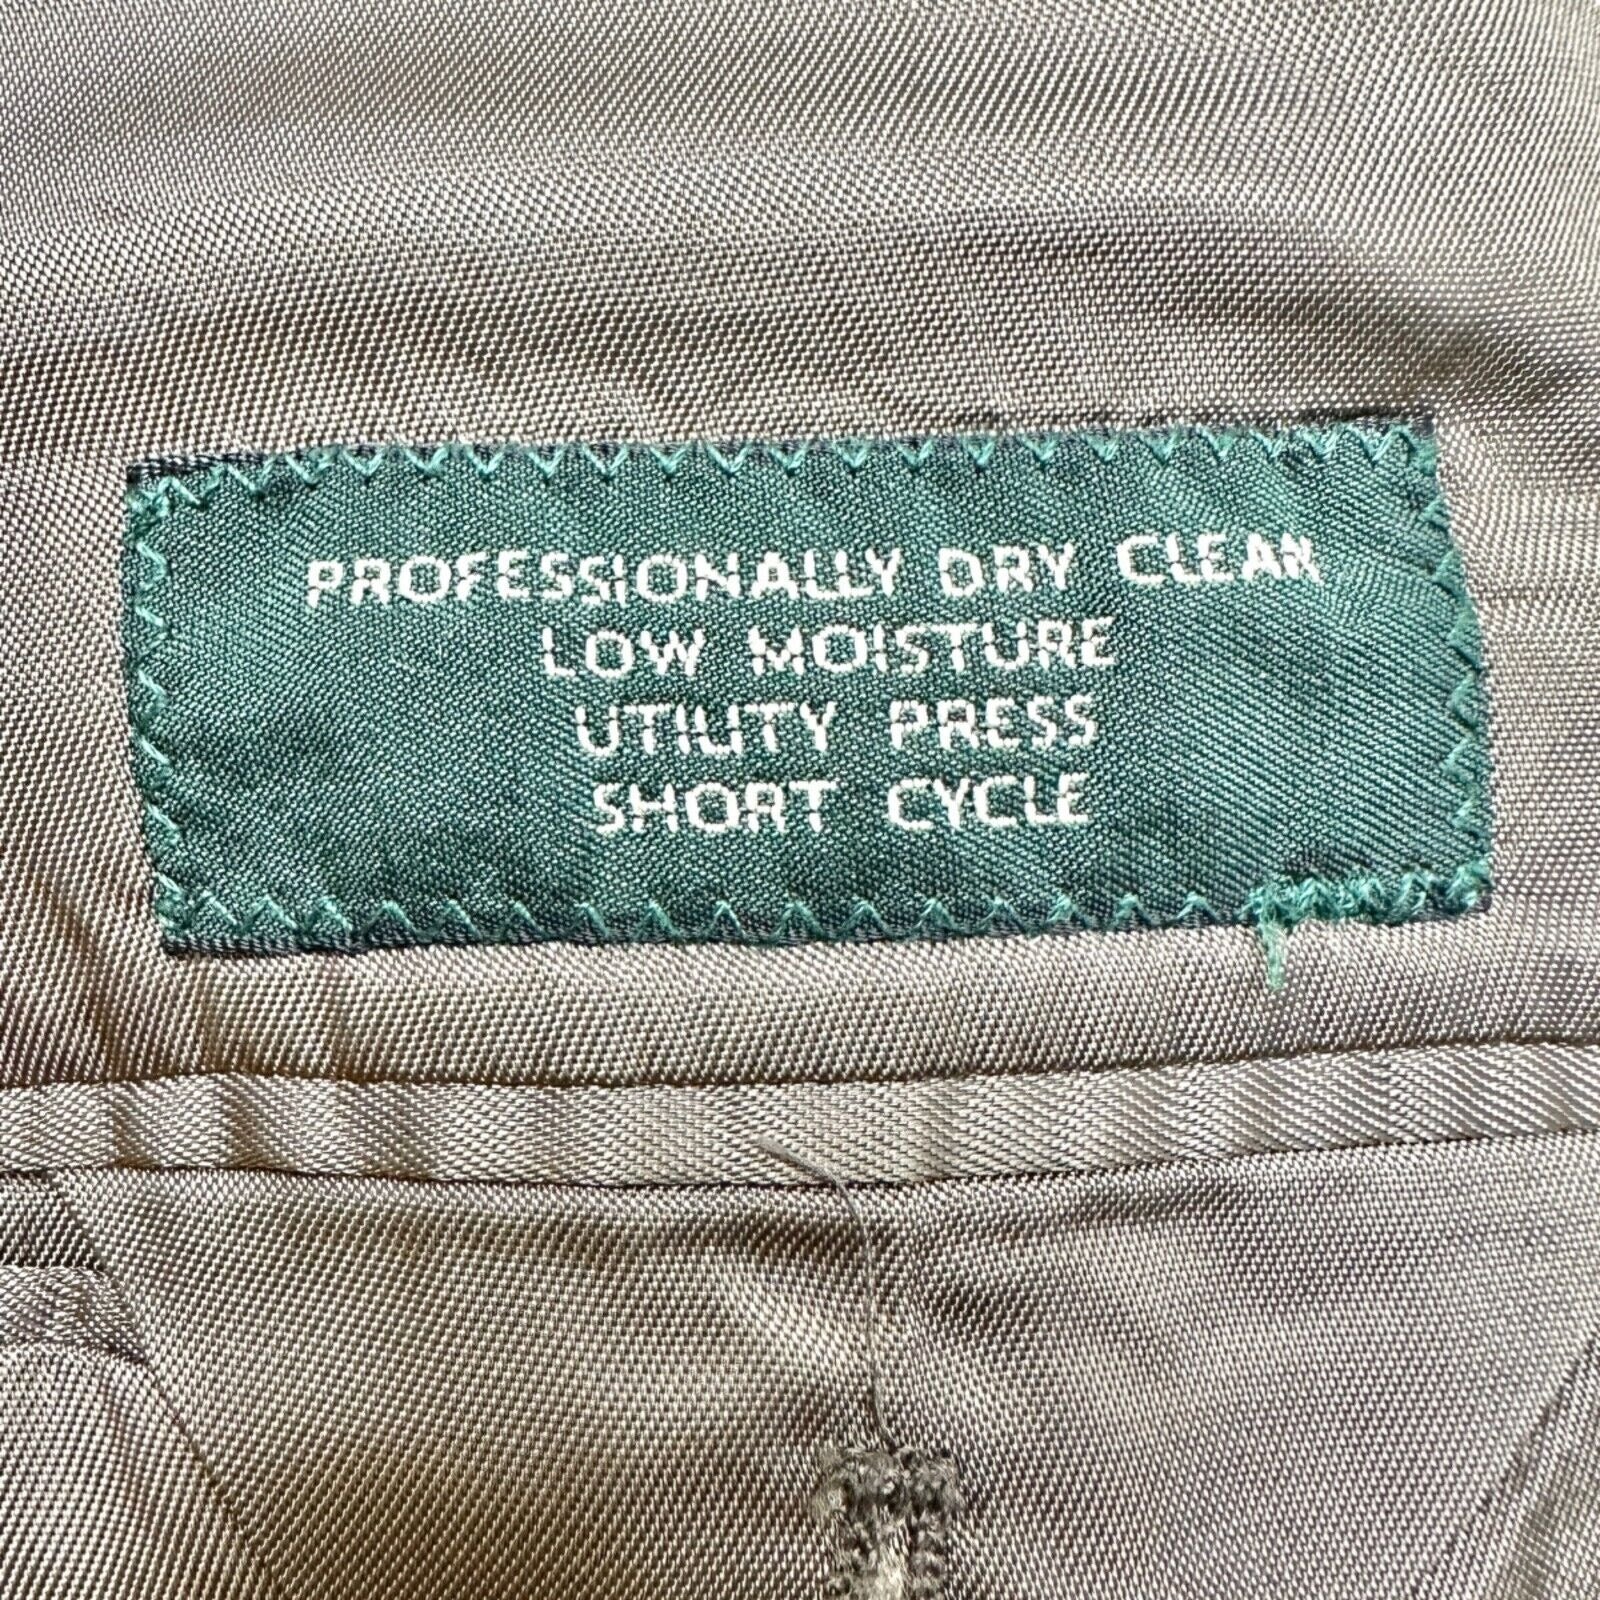 PROFESSIONALLY DRY CLEAN
LOW MOISTURE
UTILITY PRESS
SHORT CYCLE